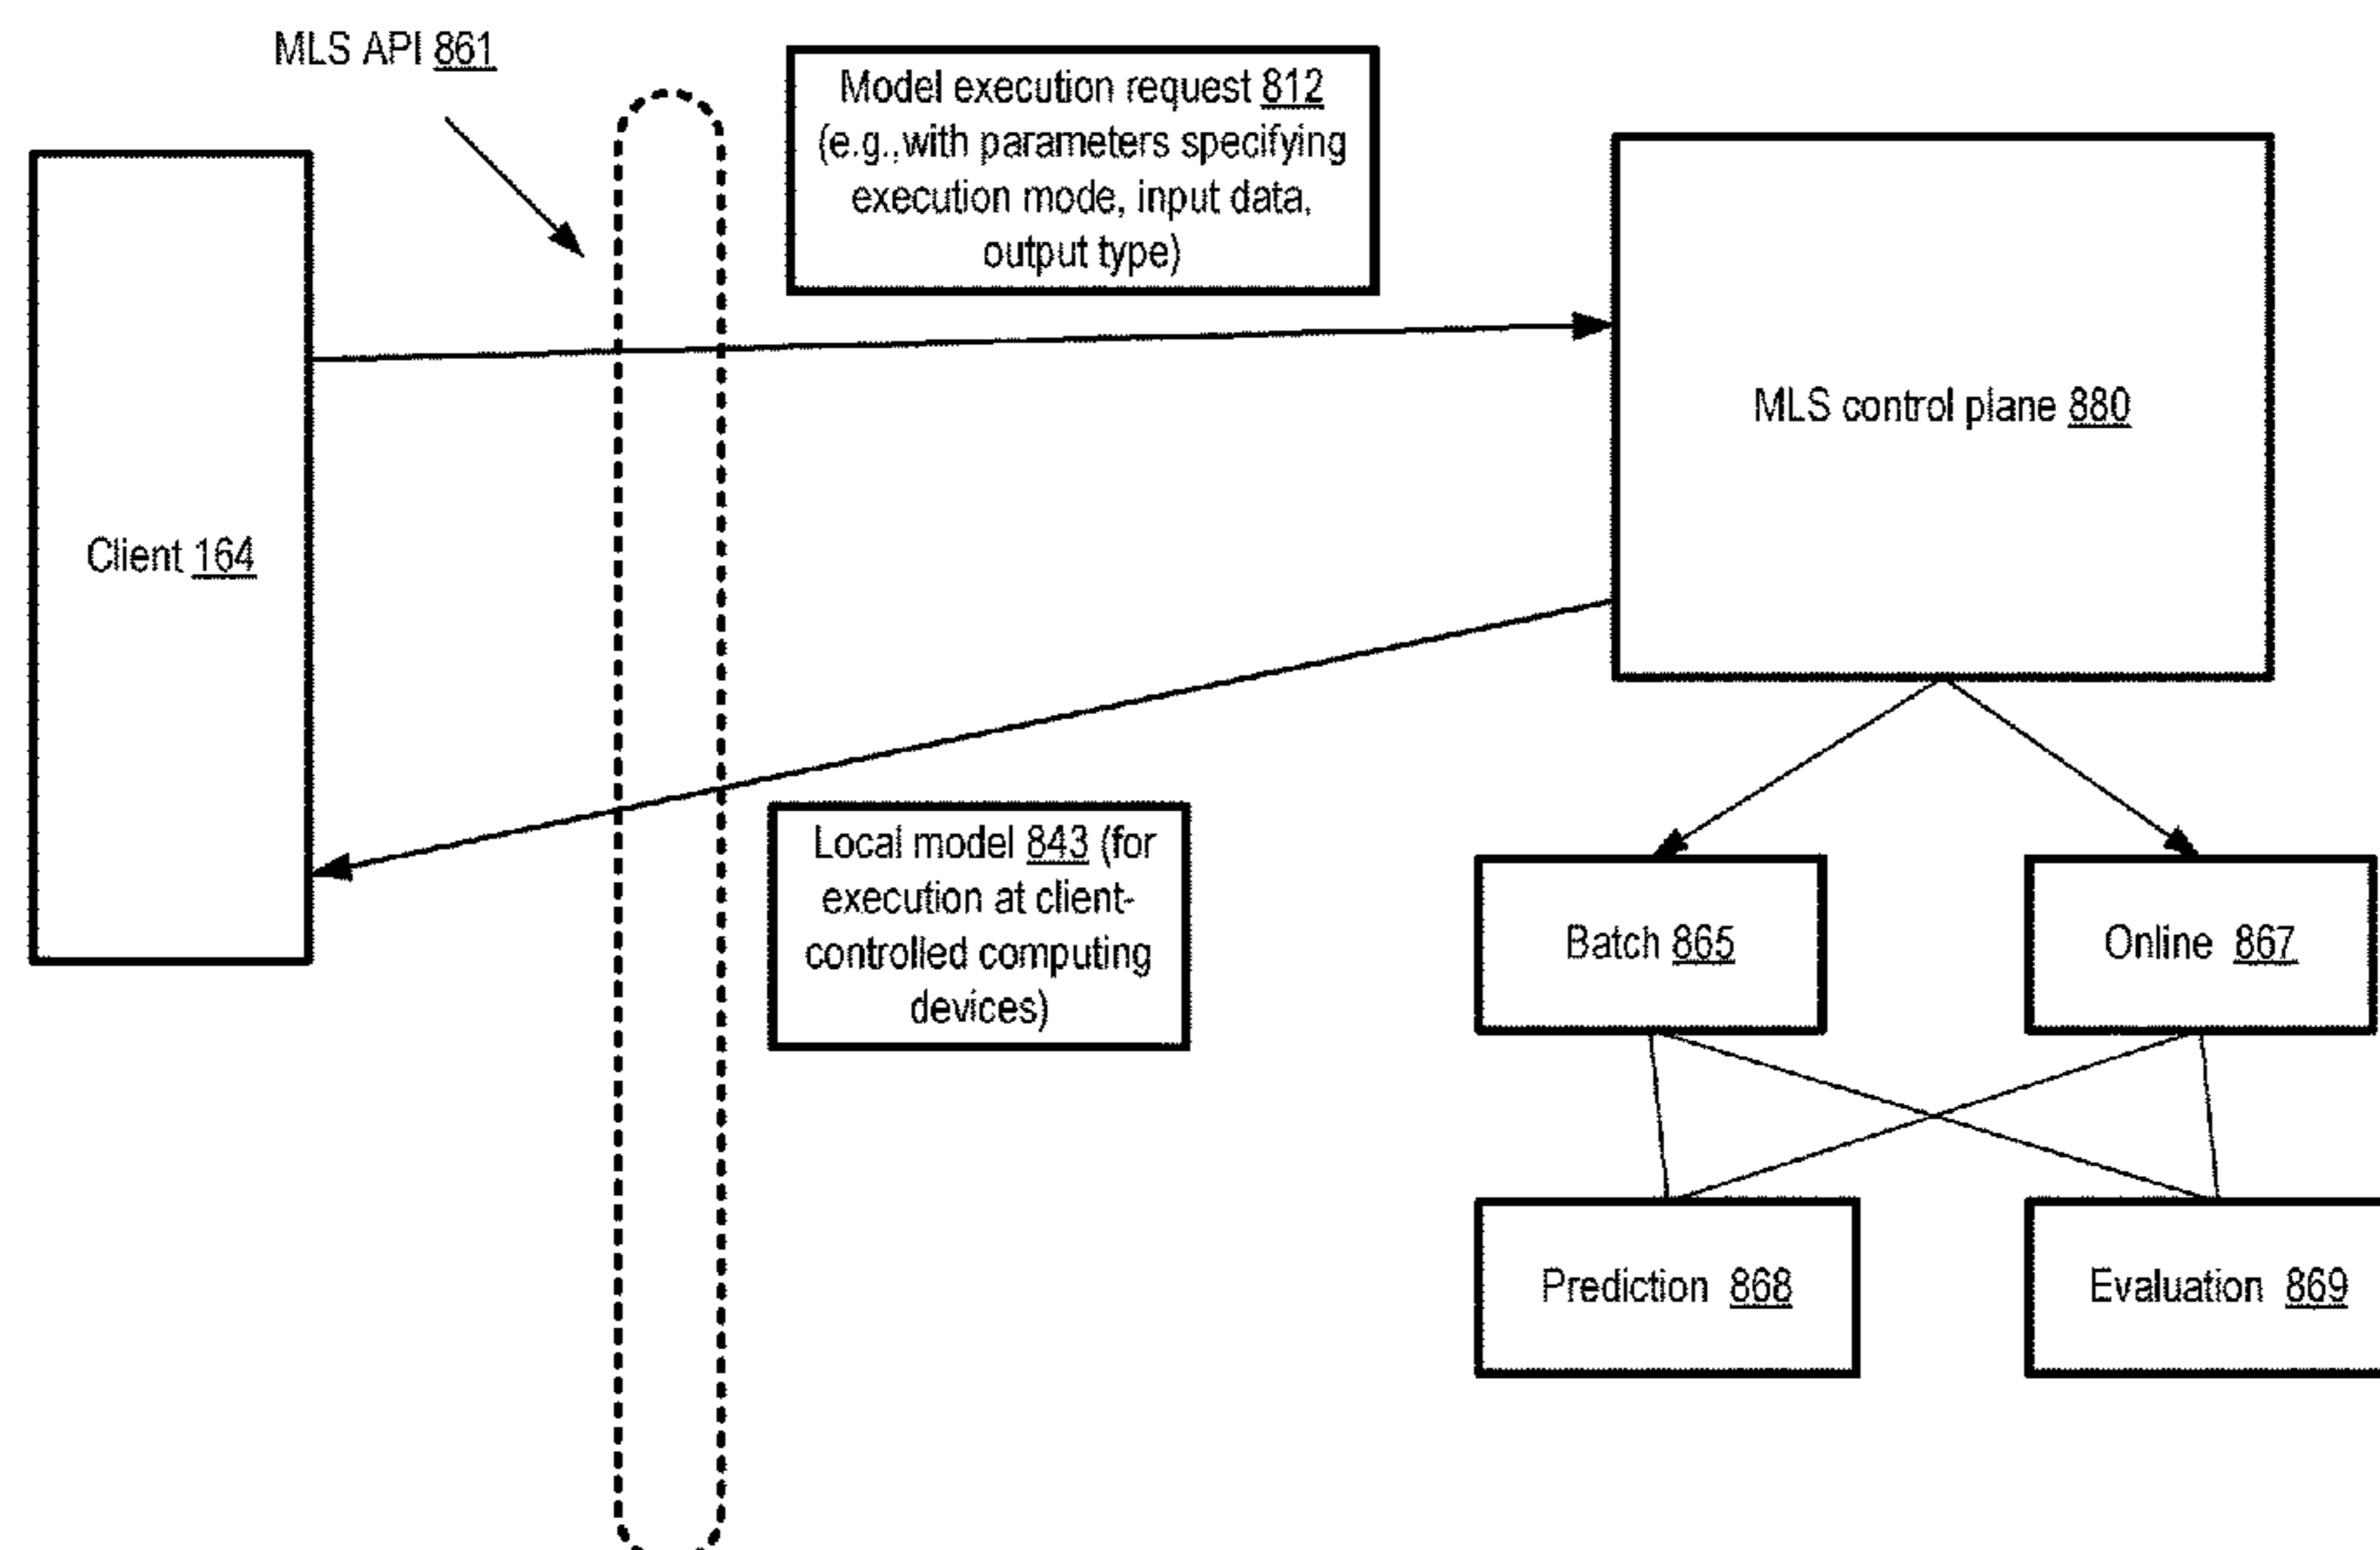 MLS API 861
Model execution request 812
(e.g.,with parameters specifying
execution mode, input data,
output type)
MLS control plane 880
Client 164
Local model 843 (for
execution at client-
controlled computing
devices)
Batch 865
Online 867
Prediction 868
Evaluation 869